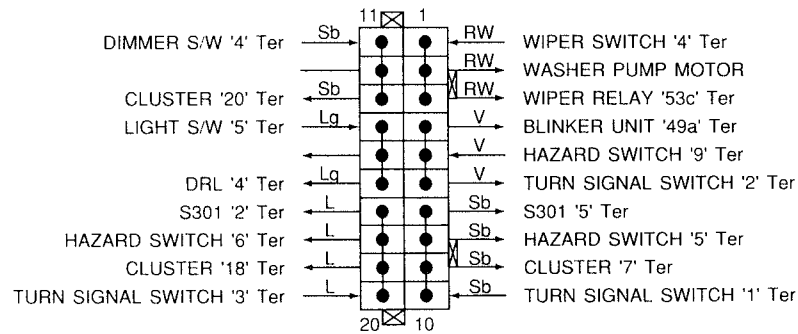 11 1
DIMMER S/W '4' Ter Sb RW WIPER SWITCH '4' Ter
RW WASHER PUMP MOTOR
CLUSTER '20' Ter Sb RW WIPER RELAY '53c' Ter
LIGHT S/W '5' Ter Lg V BLINKER UNIT '49a' Ter
V HAZARD SWITCH '9' Ter
DRL '4' Ter Lg V TURN SIGNAL SWITCH '2' Ter
S301 '2' Ter L Sb S301 '5' Ter
HAZARD SWITCH '6' Ter L Sb HAZARD SWITCH '5' Ter
CLUSTER '18' Ter L Sb CLUSTER '7' Ter
TURN SIGNAL SWITCH '3' Ter L Sb TURN SIGNAL SWITCH '1' Ter
20 10